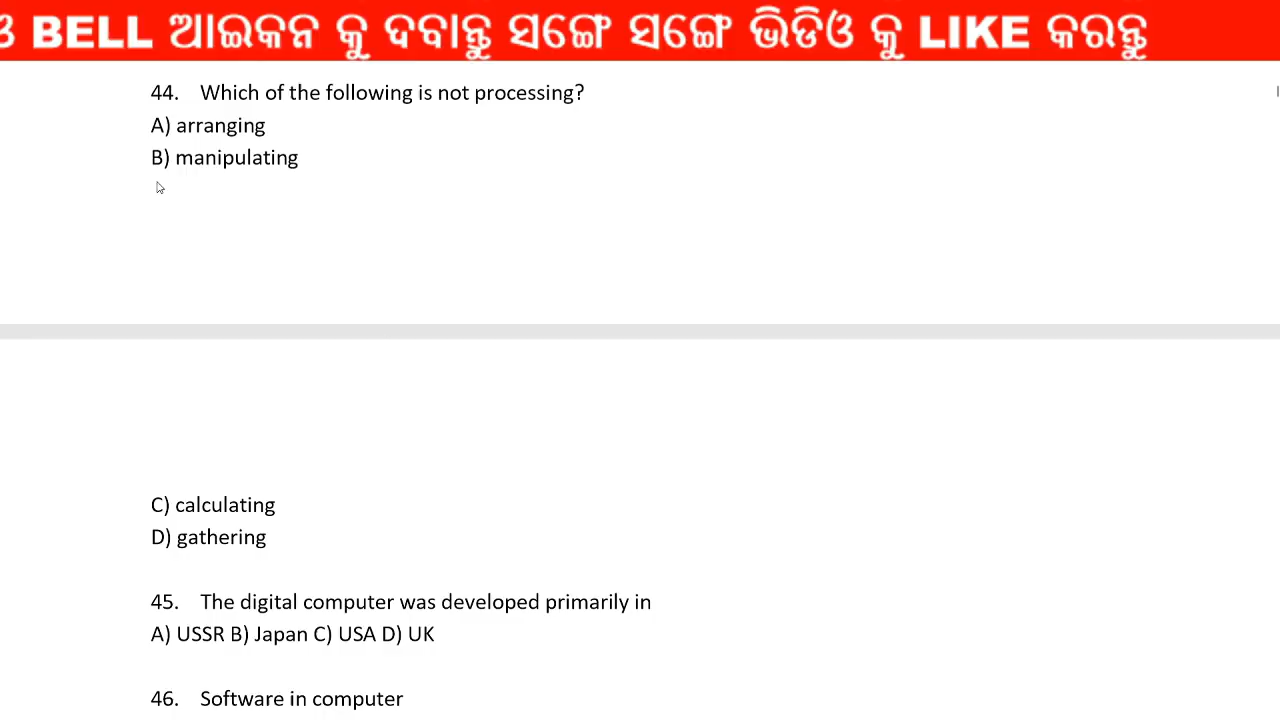 ଓ BELL ଆଇକନ କୁ ଦବାନ୍ତୁ ସଙ୍ଗେ ସଙ୍ଗେ ଭିଡିଓ କୁ LIKE କରନ୍ତୁ
44. Which of the following is not processing?
A) arranging
B) manipulating
C) calculating
D) gathering
45. The digital computer was developed primarily in
A) USSR B) Japan C) USA D) UK
46. Software in computer